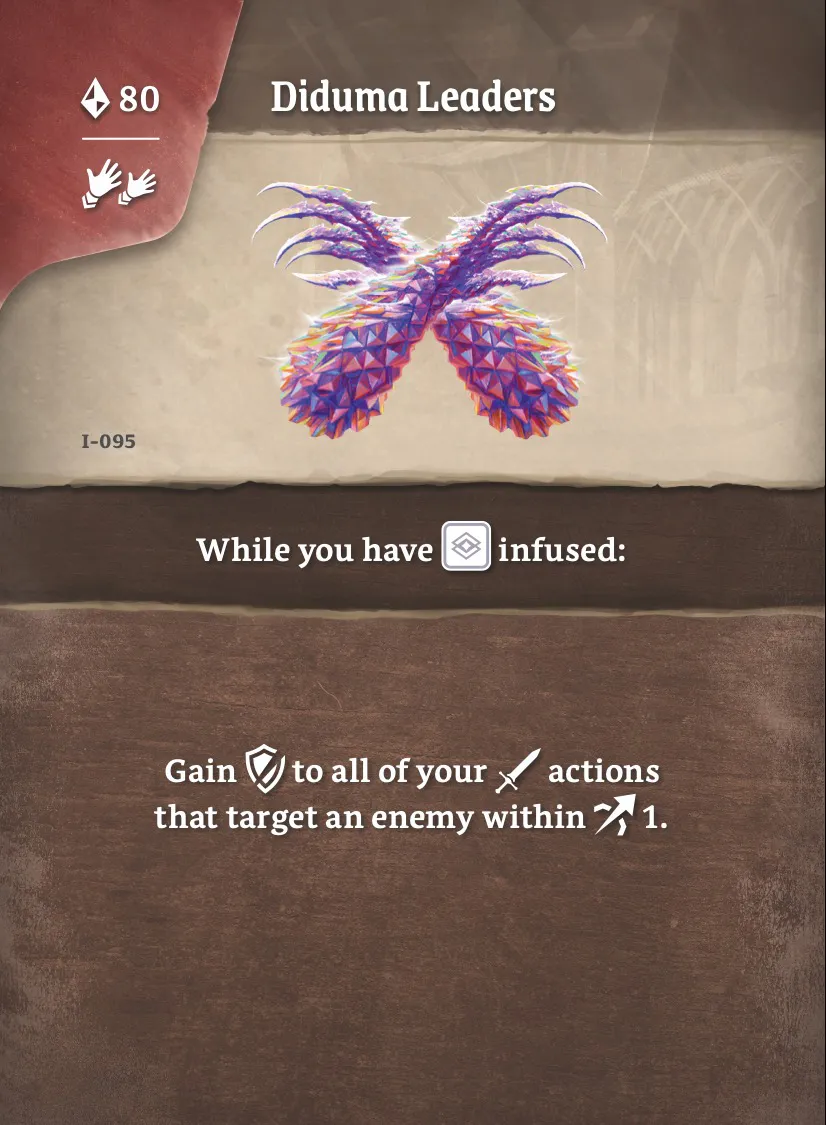 80
Diduma Leaders
I-095
While you have infused:
Gain to all of your actions
that target an enemy within 1.